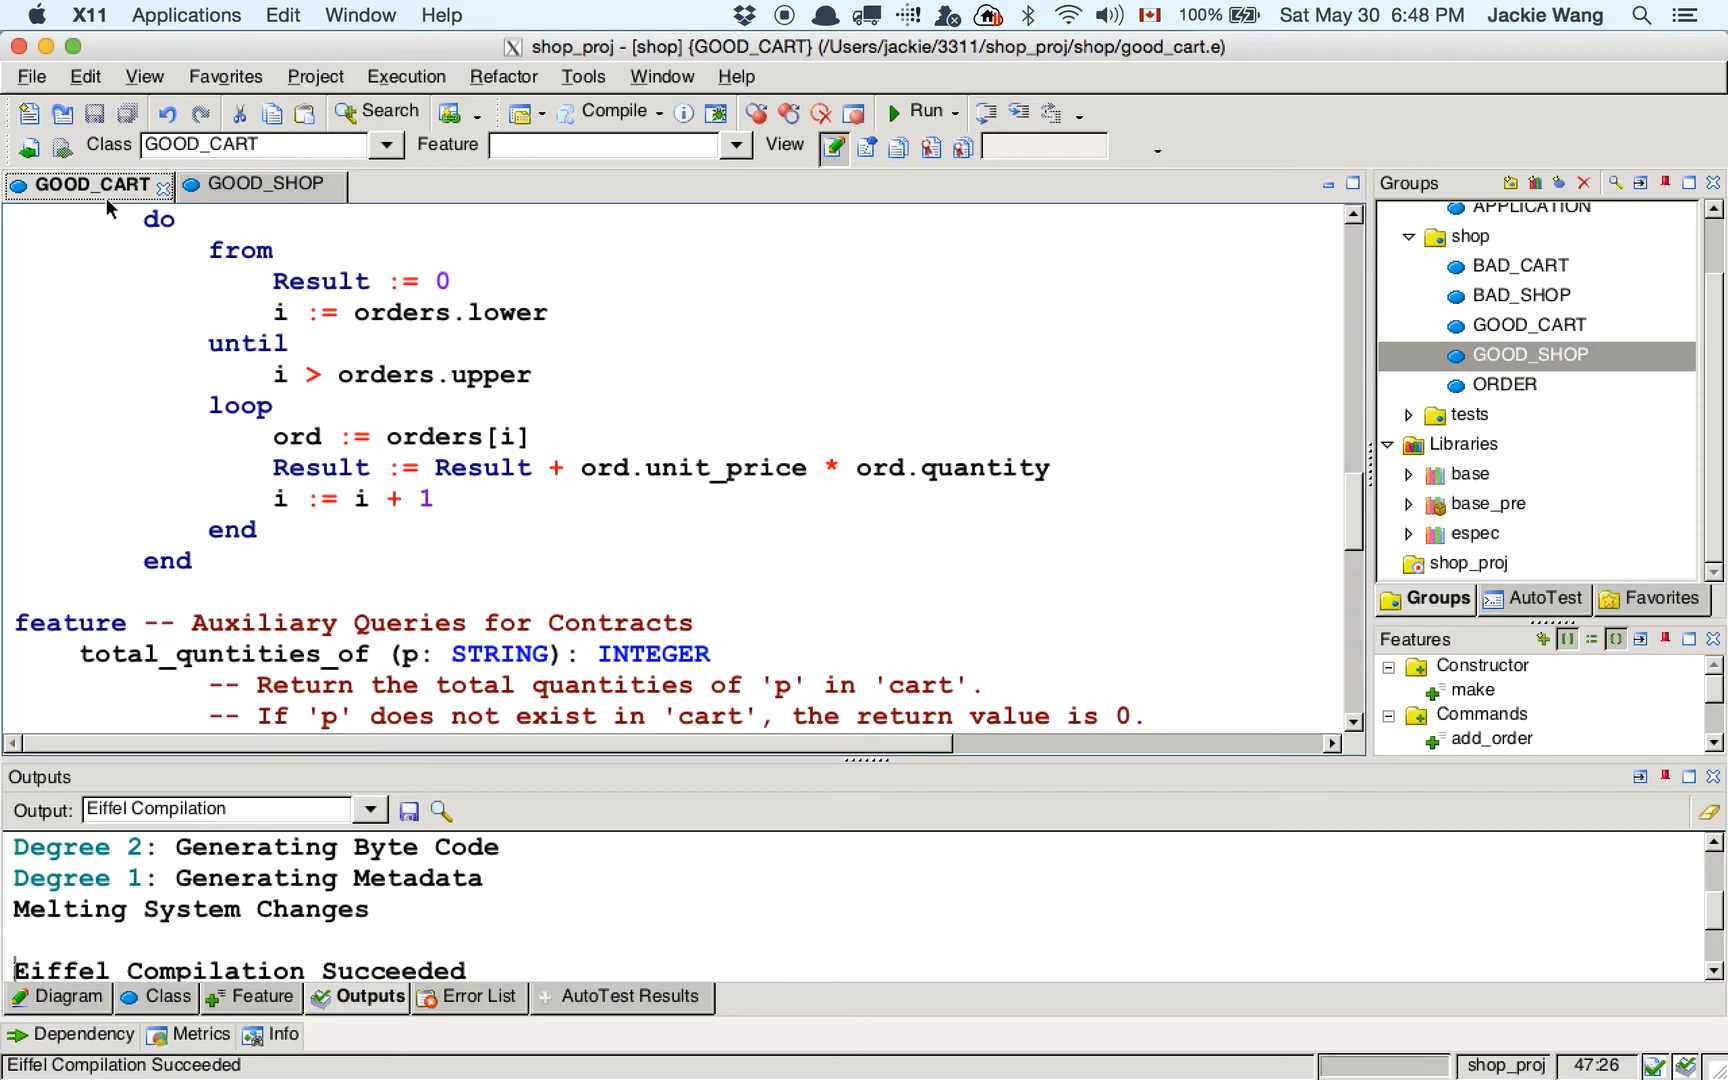 X11 Applications Edit Window Help 100% Sat May 30 6:48 PM Jackie Wang
shop_proj - [shop] {GOOD_CART} (/Users/jackie/3311/shop_proj/shop/good_cart.e)
File Edit View Favorites Project Execution Refactor Tools Window Help
Search Compile Run
Class GOOD_CART Feature View
GOOD_CART GOOD_SHOP
do
from
Result := 0
i := orders.lower
until
i > orders.upper
loop
ord := orders[i]
Result := Result + ord.unit_price * ord.quantity
i := i + 1
end
end
feature -- Auxiliary Queries for Contracts
total_quntities_of (p: STRING): INTEGER
-- Return the total quantities of 'p' in 'cart'.
-- If 'p' does not exist in 'cart', the return value is 0.
Groups
APPLICATION
shop
BAD_CART
BAD_SHOP
GOOD_CART
GOOD_SHOP
ORDER
tests
Libraries
base
base_pre
espec
shop_proj
Groups AutoTest Favorites
Features
Constructor
make
Commands
add_order
Outputs
Output: Eiffel Compilation
Degree 2: Generating Byte Code
Degree 1: Generating Metadata
Melting System Changes
Eiffel Compilation Succeeded
Diagram Class Feature Outputs Error List AutoTest Results
Dependency Metrics Info
Eiffel Compilation Succeeded shop_proj 47:26